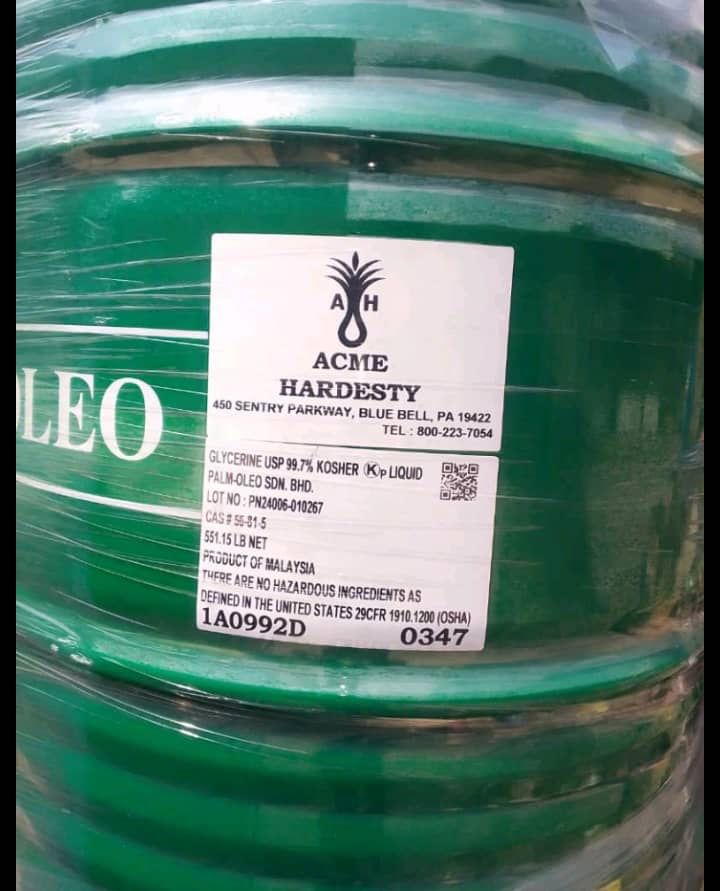 A H
ACME
HARDESTY
450 SENTRY PARKWAY, BLUE BELL, PA 19422
TEL : 800-223-7054
LEO
GLYCERINE USP 99.7% KOSHER K P LIQUID
PALM-OLEO SDN. BHD.
LOT NO : PN24006-010267
CAS # 56-81-5
551.15 LB NET
PRODUCT OF MALAYSIA
THERE ARE NO HAZARDOUS INGREDIENTS AS
DEFINED IN THE UNITED STATES 29CFR 1910.1200 (OSHA)
1A0992D 0347